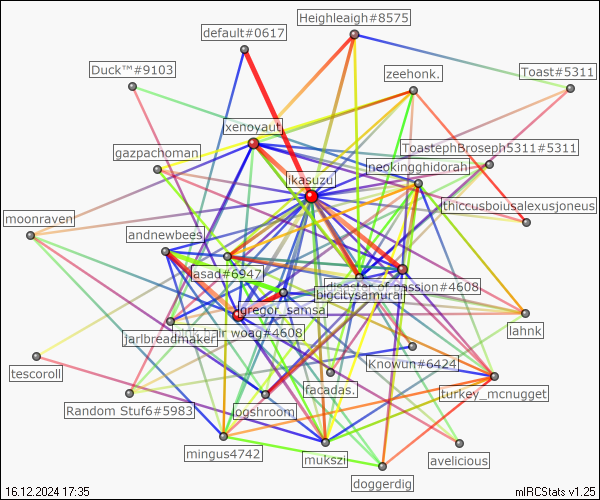 Heighleaigh#8575
default#0617
Duck™#9103
zeehonk.
Toast#5311
xenoyaut
ToastephBroseph5311#5311
gazpachoman
neokingghidorah
ikasuzu
thiccusboiusalexusjoneus
moonraven
andnewbees
asad#6947
disaster of passion#4608
bigcitysamurai
gregor_samsa
pink hair woag#4608
Jarlbreadmaker
lahnk
Knowun#6424
tescoroll
facadas.
turkey_mcnugget
Random Stuf6#5983
ogshroom
mingus4742
mukszi
avelicious
doggerdig
16.12.2024 17:35
mIRCStats v1.25